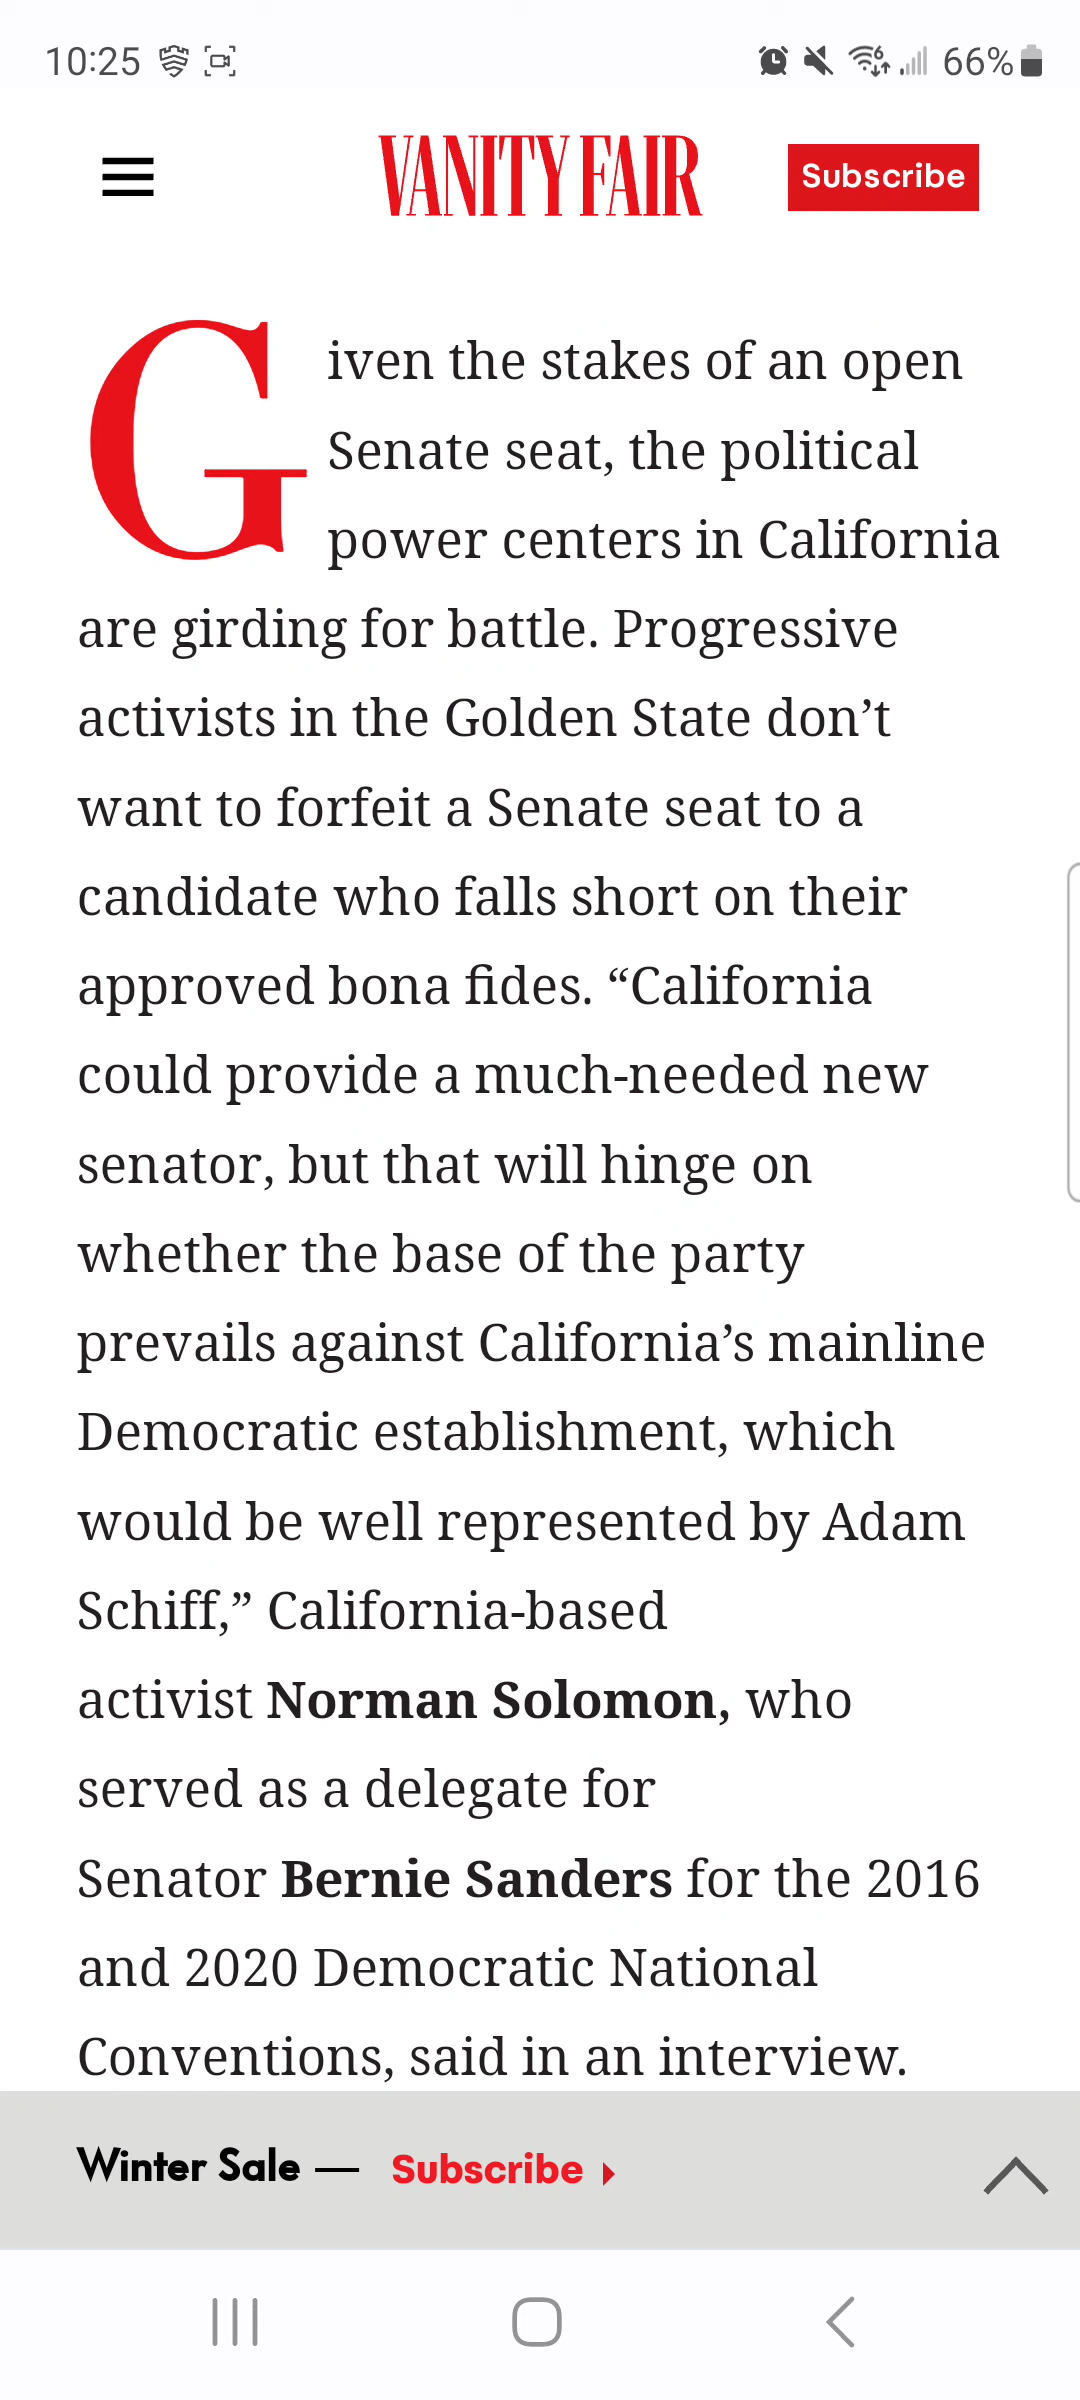 10:25 66%
VANITY FAIR Subscribe
Given the stakes of an open
Senate seat, the political
power centers in California
are girding for battle. Progressive
activists in the Golden State don’t
want to forfeit a Senate seat to a
candidate who falls short on their
approved bona fides. “California
could provide a much-needed new
senator, but that will hinge on
whether the base of the party
prevails against California’s mainline
Democratic establishment, which
would be well represented by Adam
Schiff,” California-based
activist Norman Solomon, who
served as a delegate for
Senator Bernie Sanders for the 2016
and 2020 Democratic National
Conventions, said in an interview.
Winter Sale — Subscribe